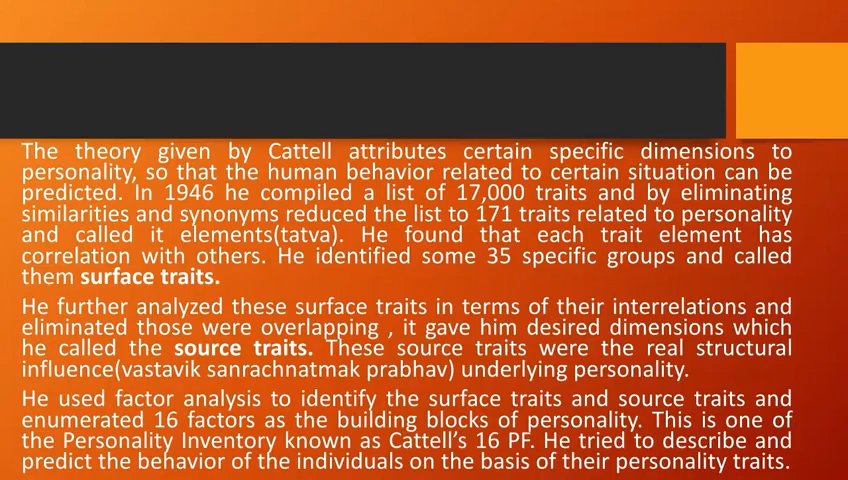 The theory given by Cattell attributes certain specific dimensions to
personality, so that the human behavior related to certain situation can be
predicted. In 1946 he compiled a list of 17,000 traits and by eliminating
similarities and synonyms reduced the list to 171 traits related to personality
and called it elements(tatva). He found that each trait element has
correlation with others. He identified some 35 specific groups and called
them surface traits.
He further analyzed these surface traits in terms of their interrelations and
eliminated those were overlapping , it gave him desired dimensions which
he called the source traits. These source traits were the real structural
influence(vastavik sanrachnatmak prabhav) underlying personality.
He used factor analysis to identify the surface traits and source traits and
enumerated 16 factors as the building blocks of personality. This is one of
the Personality Inventory known as Cattell’s 16 PF. He tried to describe and
predict the behavior of the individuals on the basis of their personality traits.